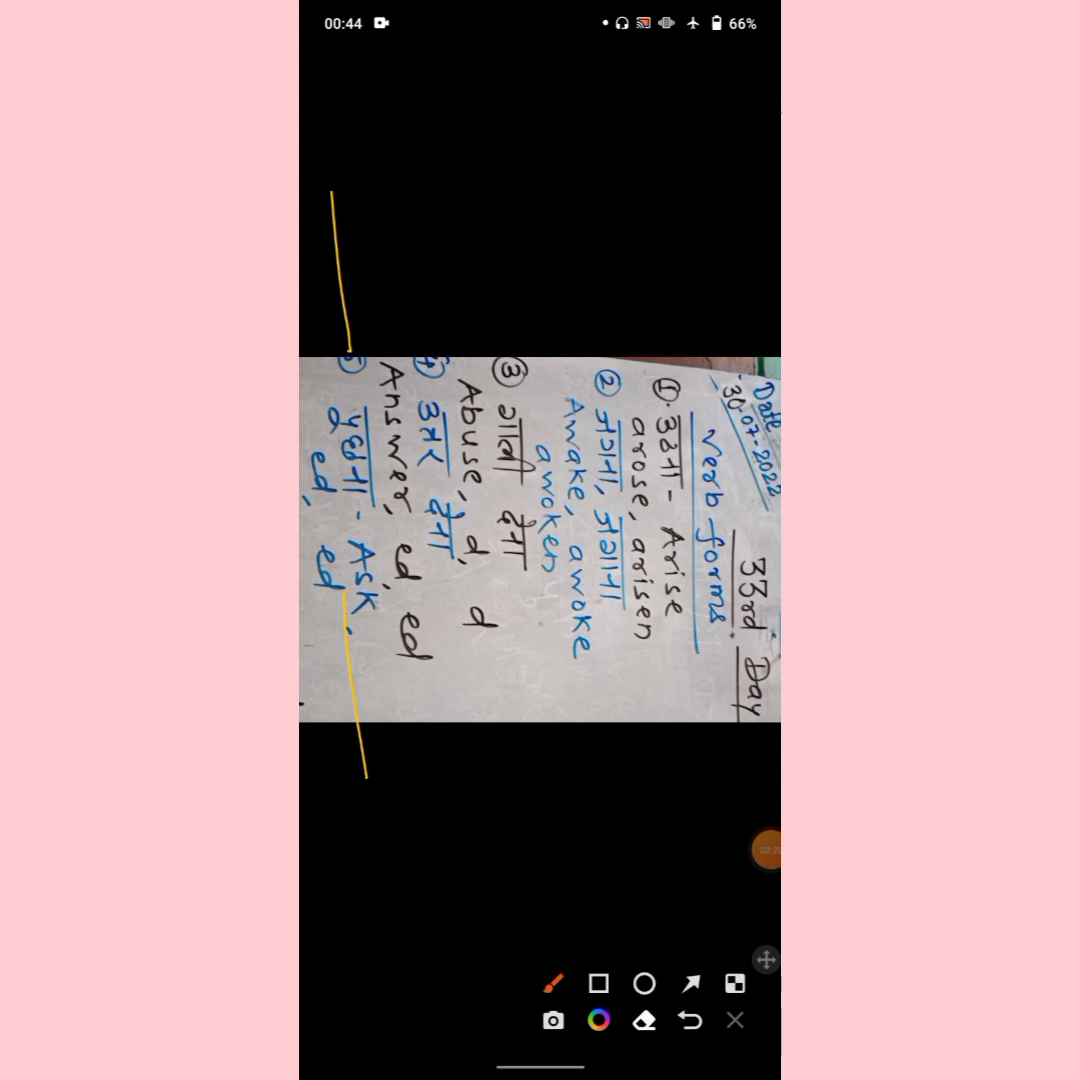 00:44
66%
Date
30-07-2022
33rd Day
Verb forms
① उठना - Arise
arose, arisen
② जगना, जगाना
Awake, awoke
awoken
③ गाली देना
Abuse, d, d
④ उत्तर देना
Answer, ed, ed
⑤ पूछना - Ask,
ed, ed